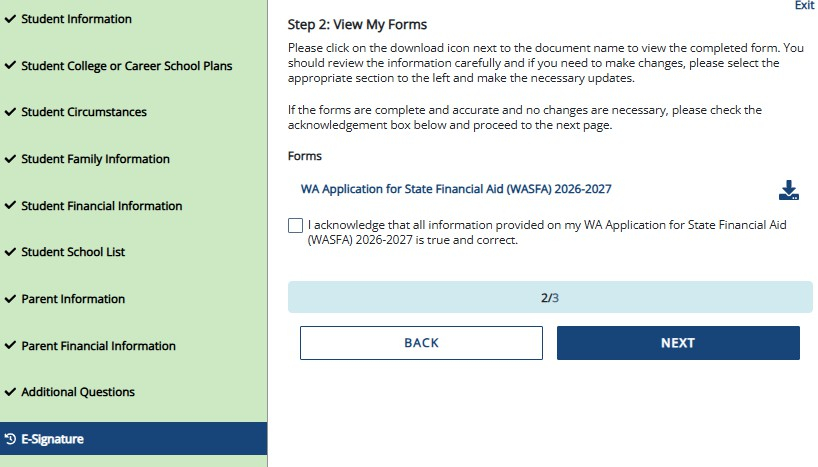 Student Information
Student College or Career School Plans
Student Circumstances
Student Family Information
Student Financial Information
Student School List
Parent Information
Parent Financial Information
Additional Questions
E-Signature
Exit
Step 2: View My Forms
Please click on the download icon next to the document name to view the completed form. You
should review the information carefully and if you need to make changes, please select the
appropriate section to the left and make the necessary updates.
If the forms are complete and accurate and no changes are necessary, please check the
acknowledgement box below and proceed to the next page.
Forms
WA Application for State Financial Aid (WASFA) 2026-2027
I acknowledge that all information provided on my WA Application for State Financial Aid
(WASFA) 2026-2027 is true and correct.
2/3
BACK
NEXT